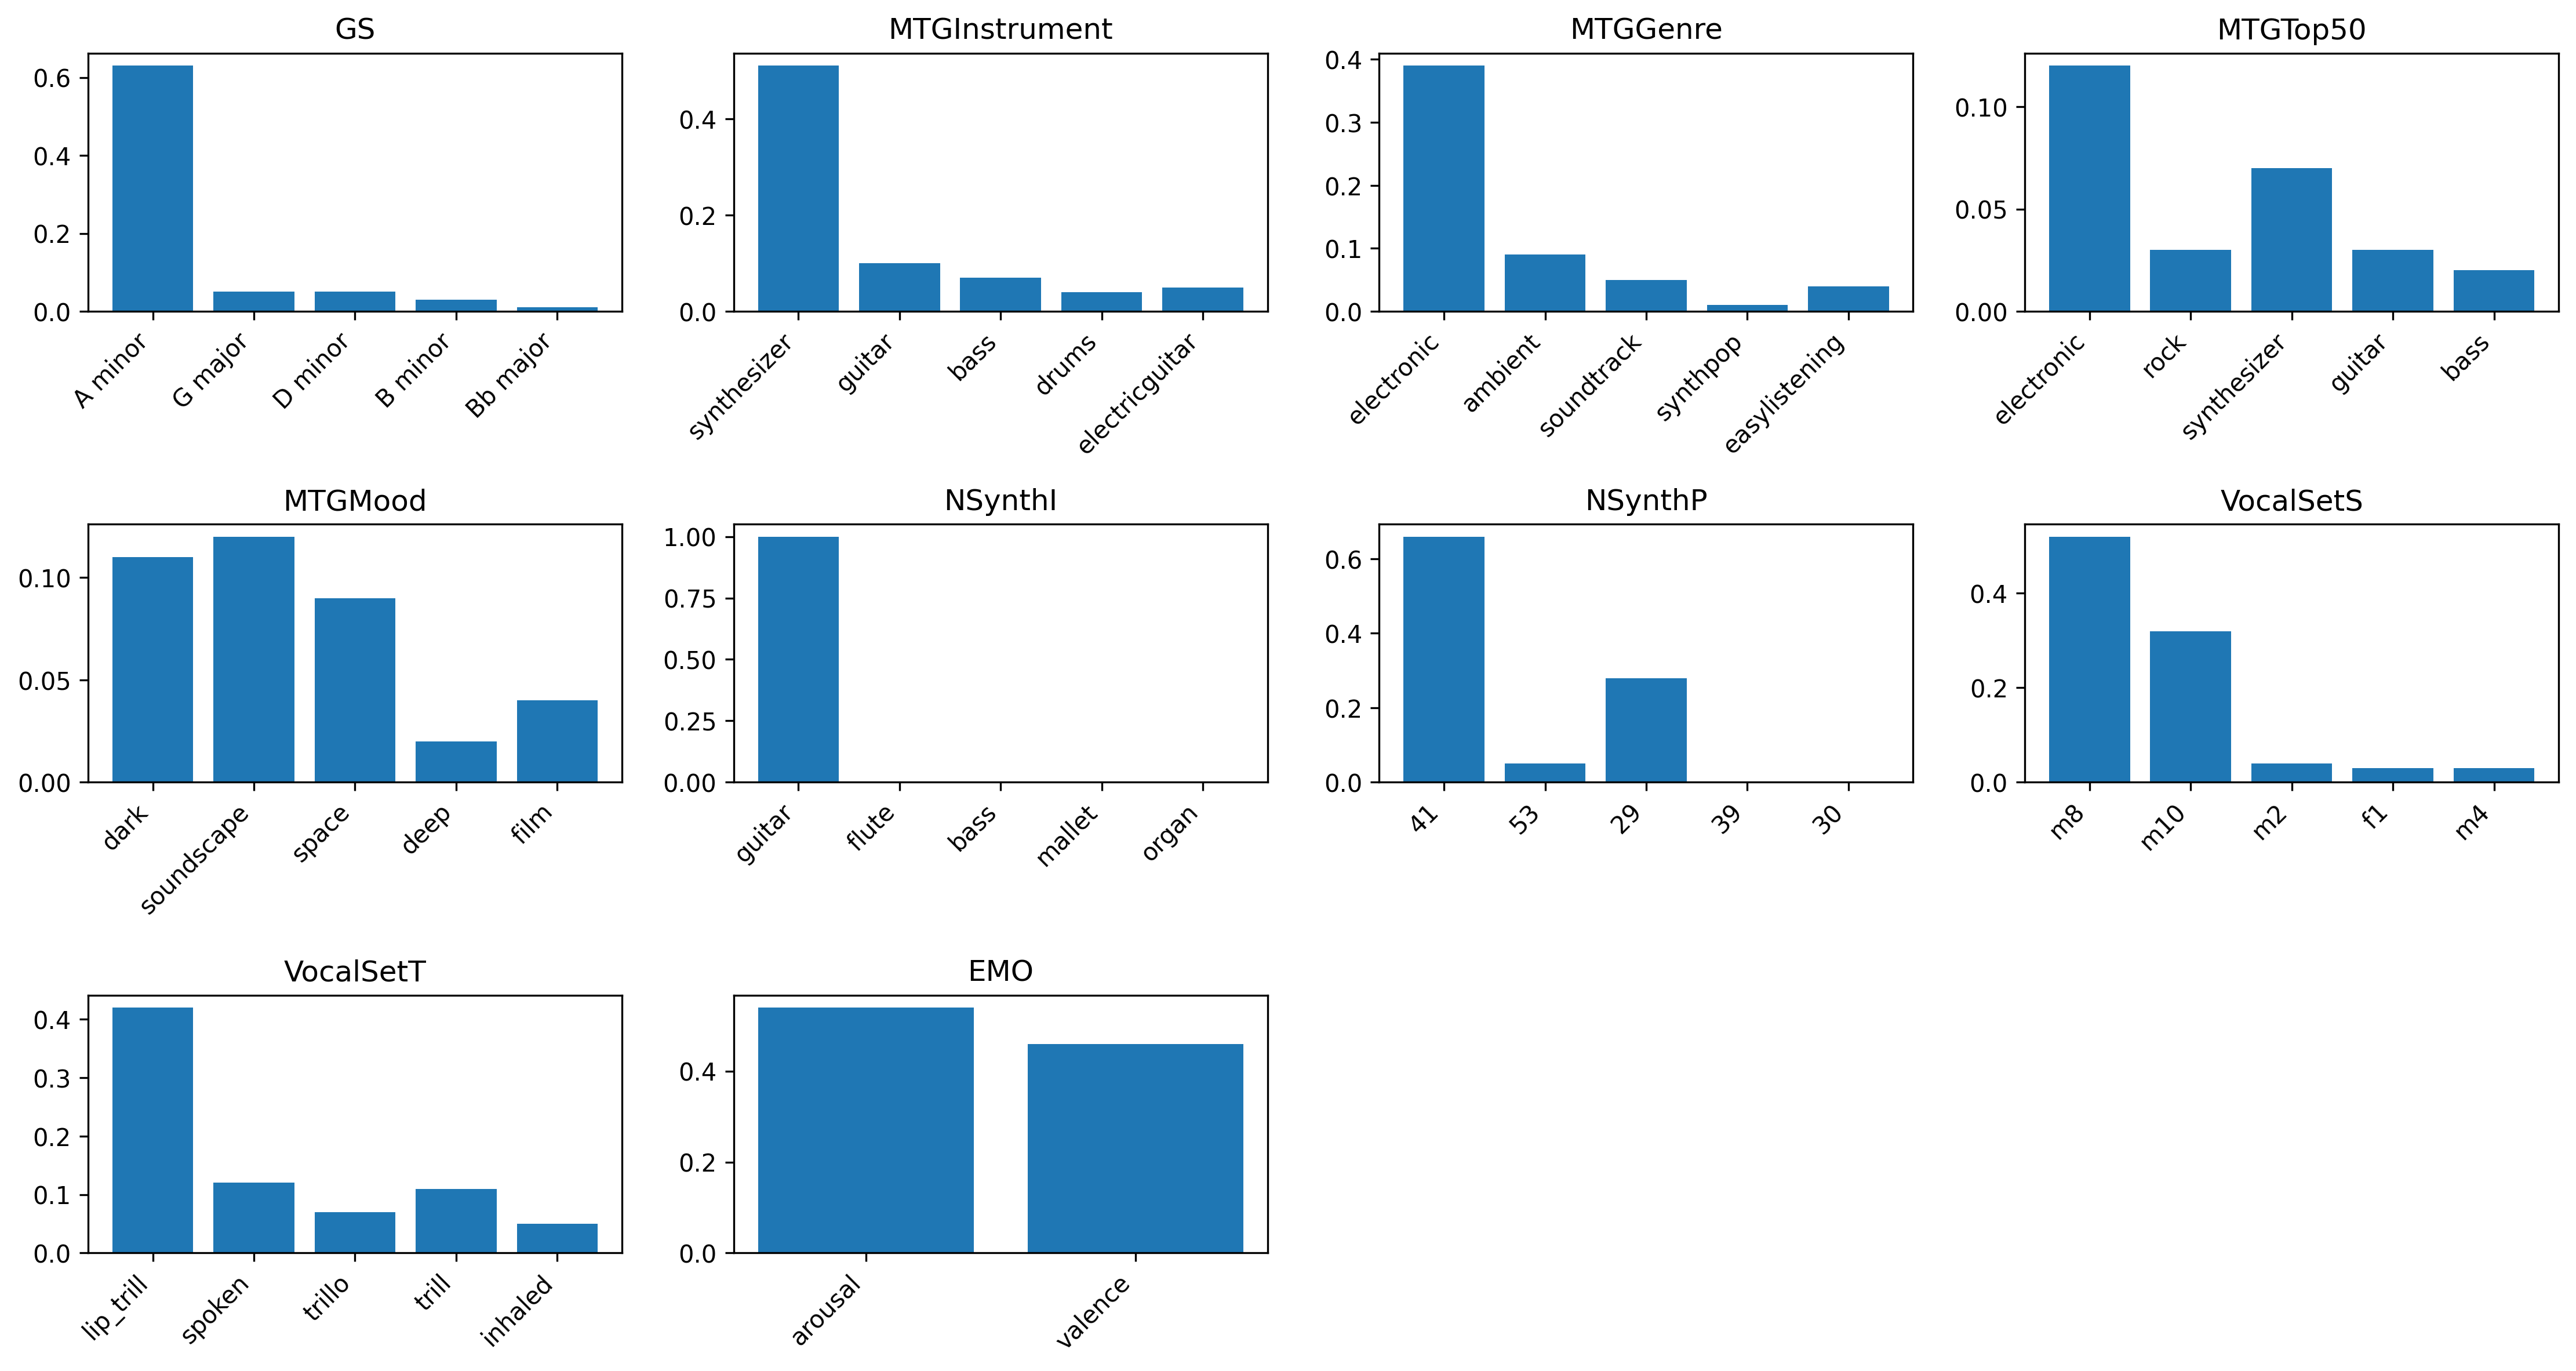 GS
0.6
0.4
0.2
0.0
A minor
G major
D minor
B minor
Bb major
MTGInstrument
0.4
0.2
0.0
synthesizer
guitar
bass
drums
electricguitar
MTGGenre
0.4
0.3
0.2
0.1
0.0
electronic
ambient
soundtrack
synthpop
easylistening
MTGTop50
0.10
0.05
0.00
electronic
rock
synthesizer
guitar
bass
MTGMood
0.10
0.05
0.00
dark
soundscape
space
deep
film
NSynthI
1.00
0.75
0.50
0.25
0.00
guitar
flute
bass
mallet
organ
NSynthP
0.6
0.4
0.2
0.0
41
53
29
39
30
VocalSetS
0.4
0.2
0.0
m8
m10
m2
f1
m4
VocalSetT
0.4
0.3
0.2
0.1
0.0
lip_trill
spoken
trillo
trill
inhaled
EMO
0.4
0.2
0.0
arousal
valence